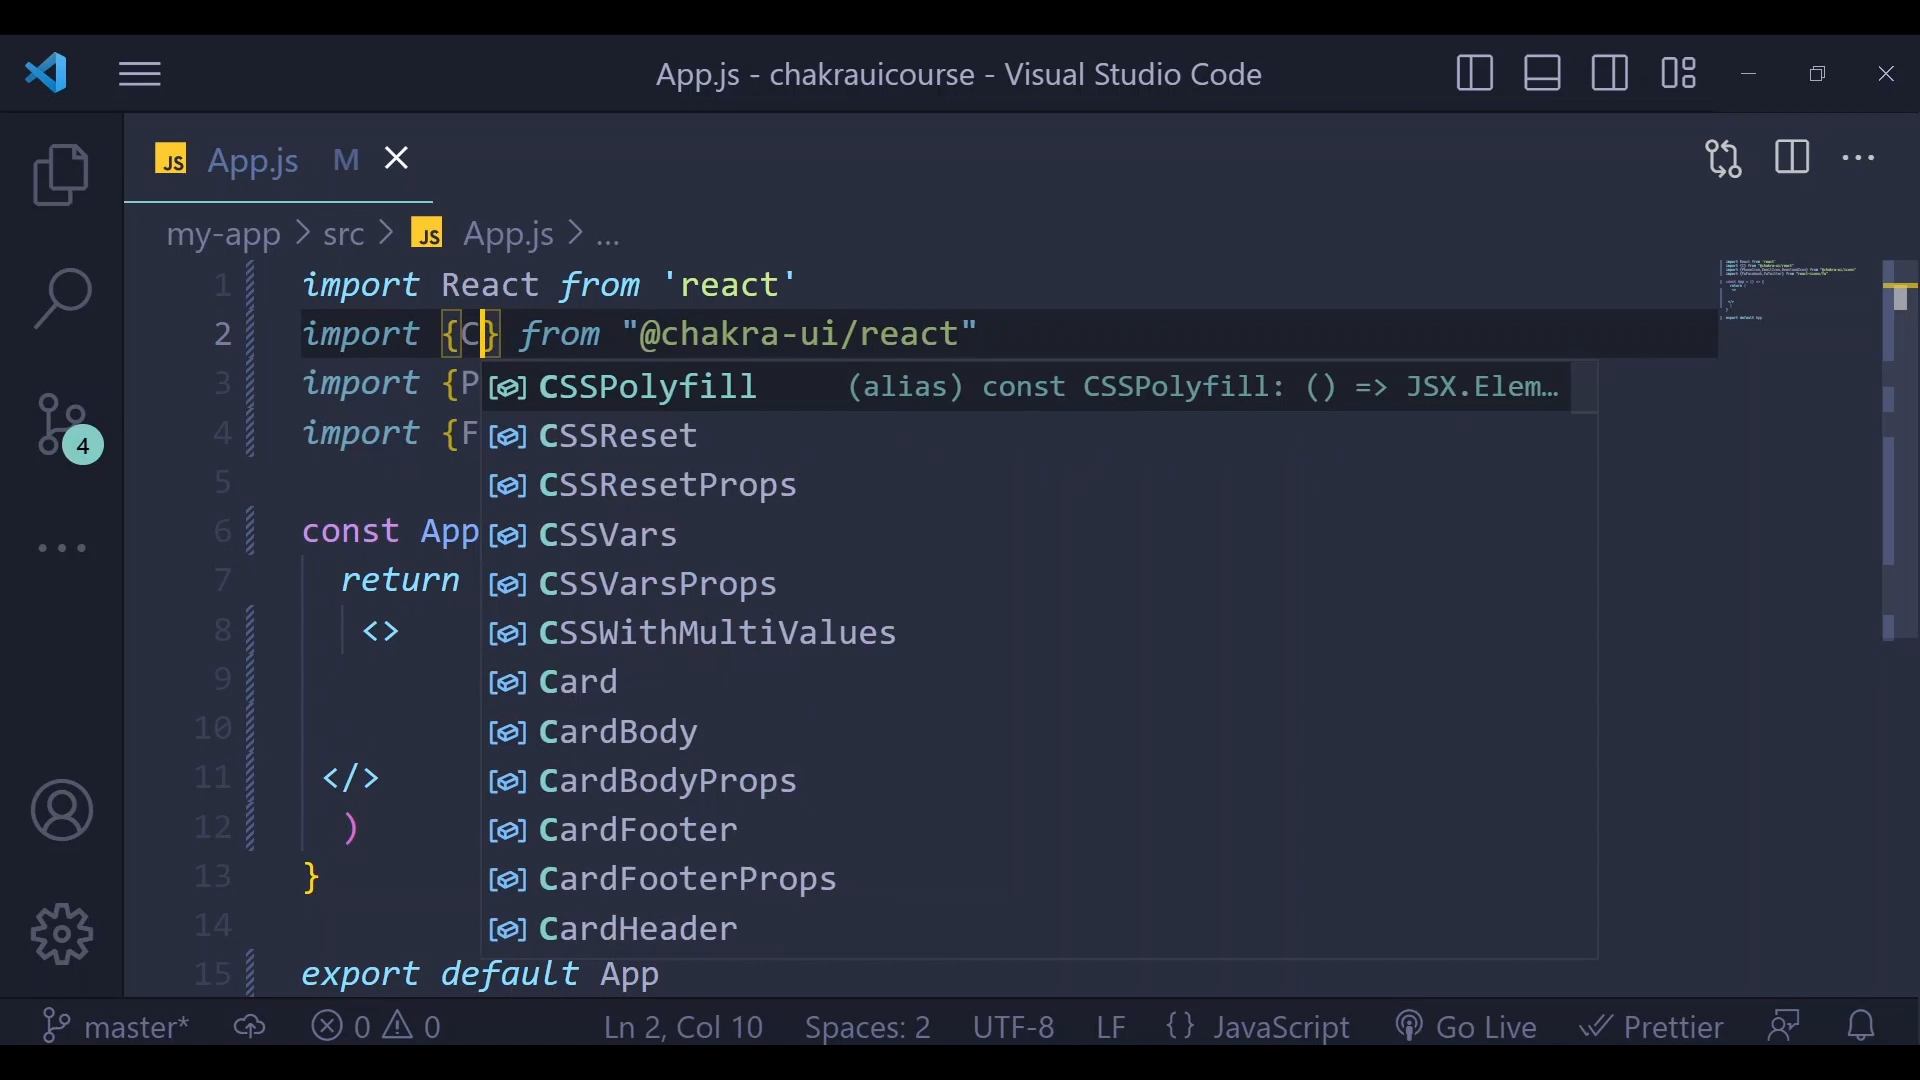 App.js - chakrauicourse - Visual Studio Code
JS App.js M
my-app > src > JS App.js > ...
1 import React from 'react'
2 import {C} from "@chakra-ui/react"
3 import {P
4 import {F
5
6 const App
7 return
8 <>
9
10
11 </>
12 )
13 }
14
15 export default App
CSSPolyfill (alias) const CSSPolyfill: () => JSX.Elem…
CSSReset
CSSResetProps
CSSVars
CSSVarsProps
CSSWithMultiValues
Card
CardBody
CardBodyProps
CardFooter
CardFooterProps
CardHeader
4
master* 0 0 Ln 2, Col 10 Spaces: 2 UTF-8 LF {} JavaScript Go Live Prettier